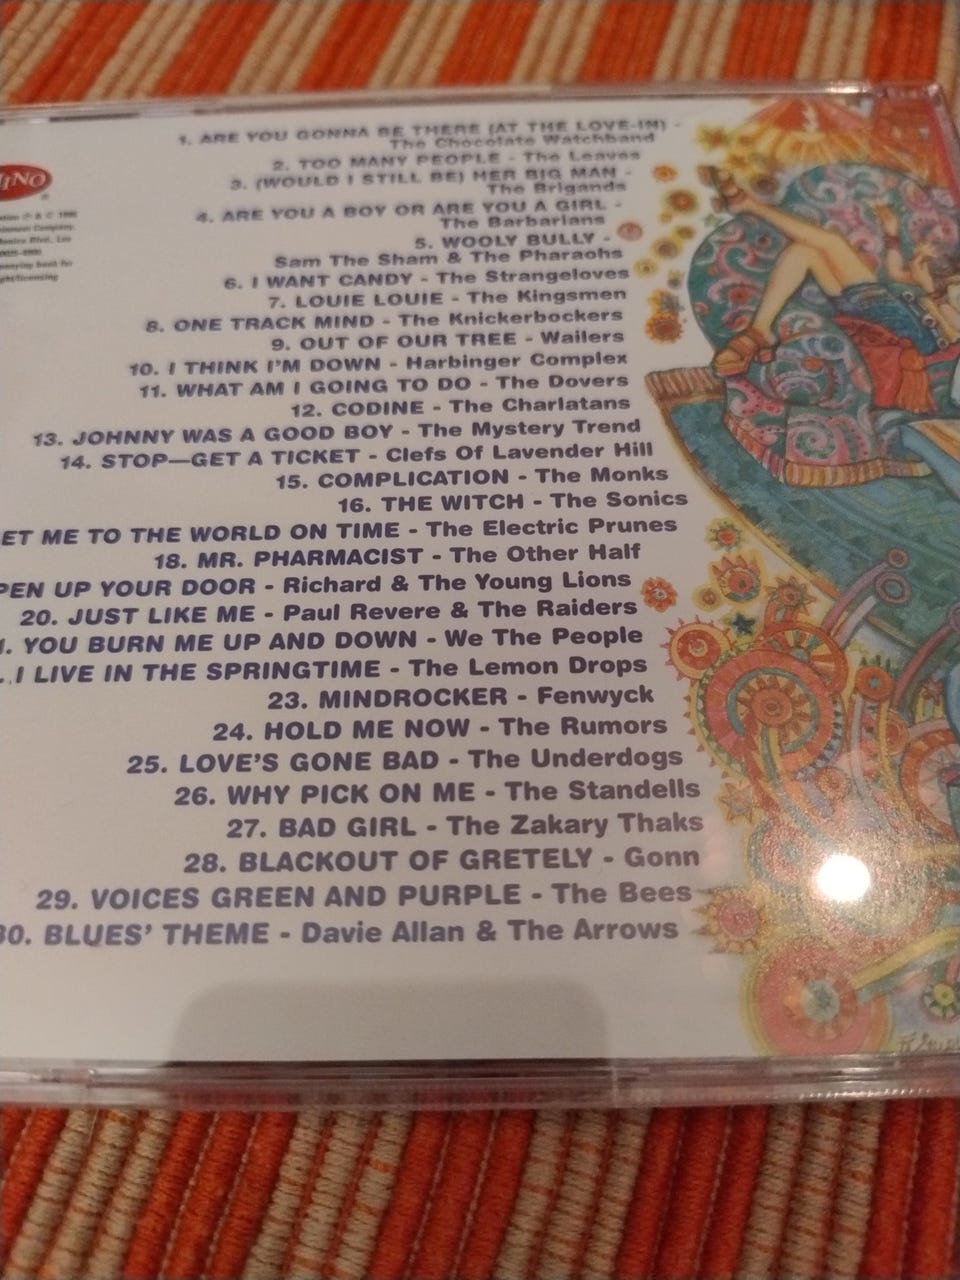 1. ARE YOU GONNA BE THERE (AT THE LOVE-IN) -
The Chocolate Watchband
2. TOO MANY PEOPLE - The Leaves
3. (WOULD I STILL BE) HER BIG MAN -
The Brigands
4. ARE YOU A BOY OR ARE YOU A GIRL -
The Barbarians
5. WOOLY BULLY -
Sam The Sham & The Pharaohs
6. I WANT CANDY - The Strangeloves
7. LOUIE LOUIE - The Kingsmen
8. ONE TRACK MIND - The Knickerbockers
9. OUT OF OUR TREE - Wailers
10. I THINK I'M DOWN - Harbinger Complex
11. WHAT AM I GOING TO DO - The Dovers
12. CODINE - The Charlatans
13. JOHNNY WAS A GOOD BOY - The Mystery Trend
14. STOP—GET A TICKET - Clefs Of Lavender Hill
15. COMPLICATION - The Monks
16. THE WITCH - The Sonics
ET ME TO THE WORLD ON TIME - The Electric Prunes
18. MR. PHARMACIST - The Other Half
PEN UP YOUR DOOR - Richard & The Young Lions
20. JUST LIKE ME - Paul Revere & The Raiders
. YOU BURN ME UP AND DOWN - We The People
. I LIVE IN THE SPRINGTIME - The Lemon Drops
23. MINDROCKER - Fenwyck
24. HOLD ME NOW - The Rumors
25. LOVE'S GONE BAD - The Underdogs
26. WHY PICK ON ME - The Standells
27. BAD GIRL - The Zakary Thaks
28. BLACKOUT OF GRETELY - Gonn
29. VOICES GREEN AND PURPLE - The Bees
30. BLUES' THEME - Davie Allan & The Arrows